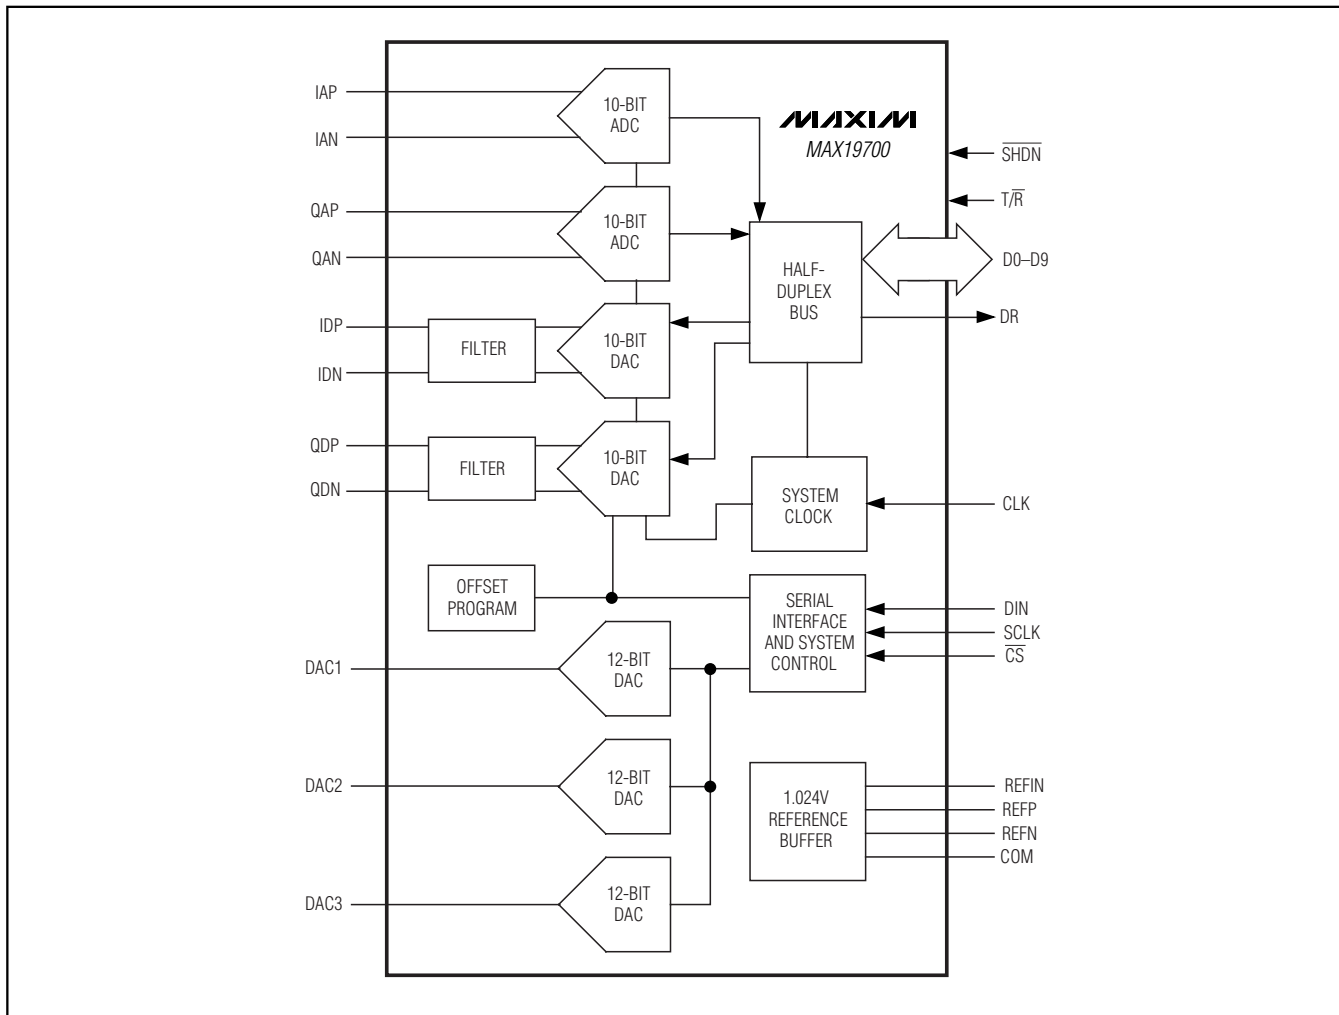 IAP
IAN
10-BIT
ADC
MAXIM
MAX19700
S̅H̅D̅N̅
T/R̅
QAP
QAN
10-BIT
ADC
HALF-
DUPLEX
BUS
D0–D9
DR
IDP
IDN
FILTER
10-BIT
DAC
QDP
QDN
FILTER
10-BIT
DAC
SYSTEM
CLOCK
CLK
OFFSET
PROGRAM
SERIAL
INTERFACE
AND SYSTEM
CONTROL
DIN
SCLK
C̅S̅
DAC1
12-BIT
DAC
DAC2
12-BIT
DAC
1.024V
REFERENCE
BUFFER
REFIN
REFP
REFN
COM
DAC3
12-BIT
DAC